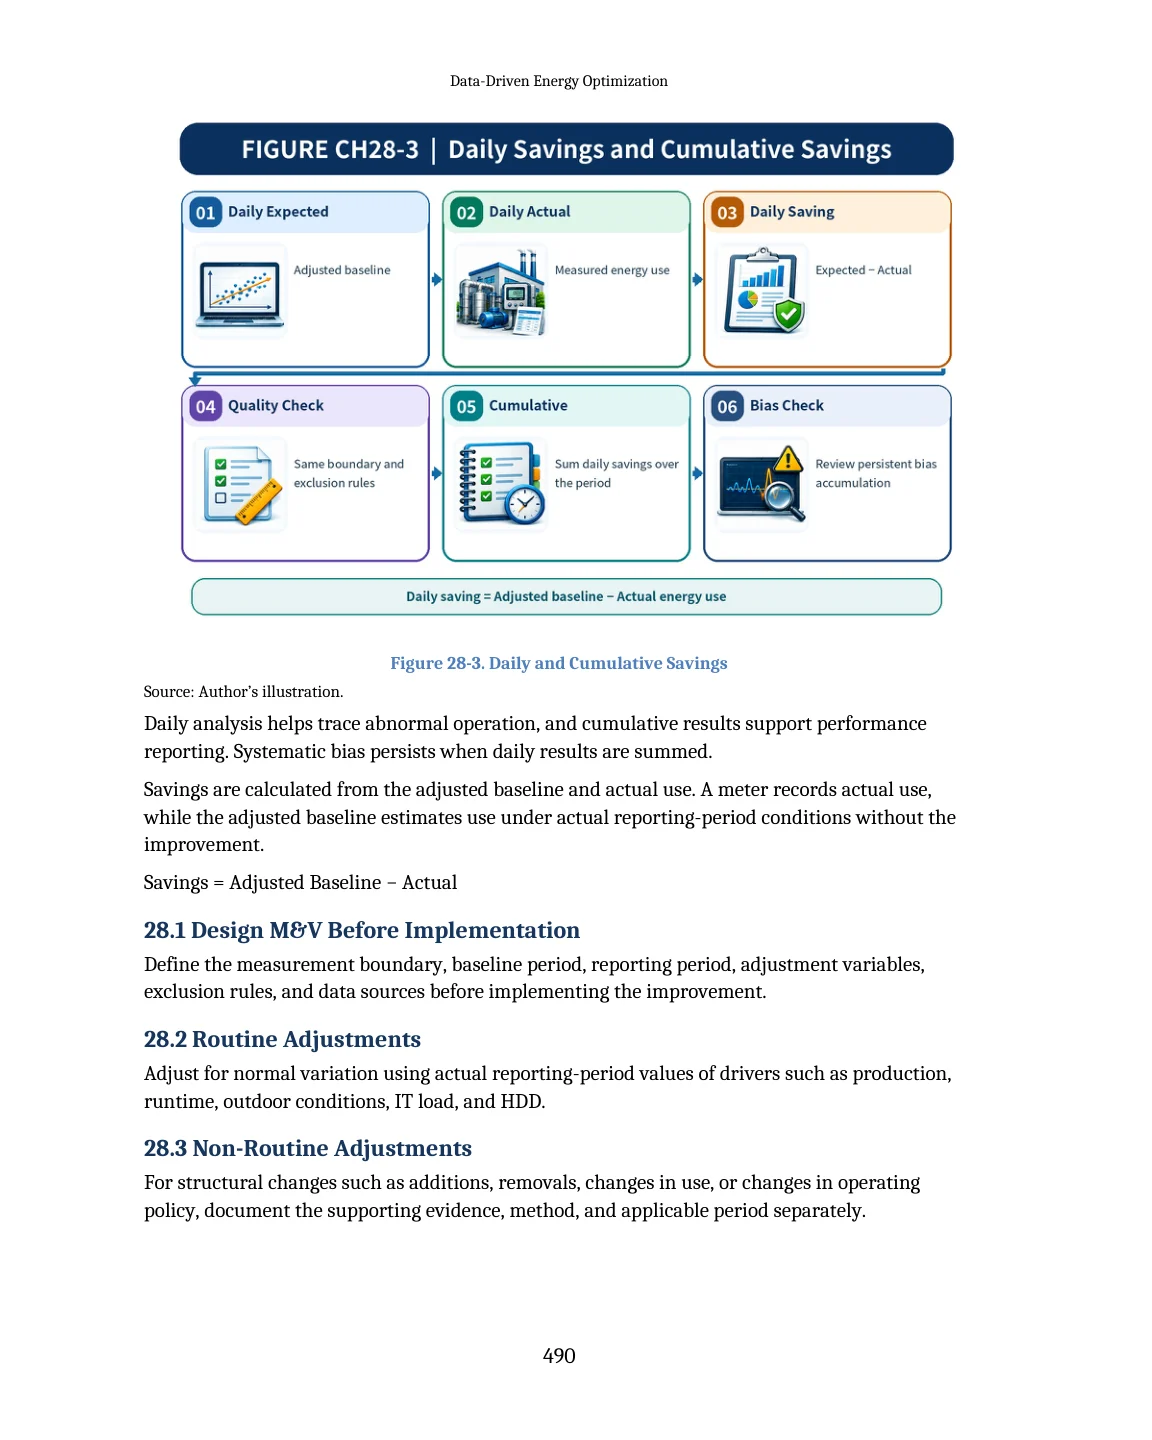 Data-Driven Energy Optimization
FIGURE CH28-3 | Daily Savings and Cumulative Savings
01 Daily Expected
Adjusted baseline
02 Daily Actual
Measured energy use
03 Daily Saving
Expected − Actual
04 Quality Check
Same boundary and
exclusion rules
05 Cumulative
Sum daily savings over
the period
06 Bias Check
Review persistent bias
accumulation
Daily saving = Adjusted baseline − Actual energy use
Figure 28-3. Daily and Cumulative Savings
Source: Author’s illustration.
Daily analysis helps trace abnormal operation, and cumulative results support performance
reporting. Systematic bias persists when daily results are summed.
Savings are calculated from the adjusted baseline and actual use. A meter records actual use,
while the adjusted baseline estimates use under actual reporting-period conditions without the
improvement.
Savings = Adjusted Baseline − Actual
28.1 Design M&V Before Implementation
Define the measurement boundary, baseline period, reporting period, adjustment variables,
exclusion rules, and data sources before implementing the improvement.
28.2 Routine Adjustments
Adjust for normal variation using actual reporting-period values of drivers such as production,
runtime, outdoor conditions, IT load, and HDD.
28.3 Non-Routine Adjustments
For structural changes such as additions, removals, changes in use, or changes in operating
policy, document the supporting evidence, method, and applicable period separately.
490